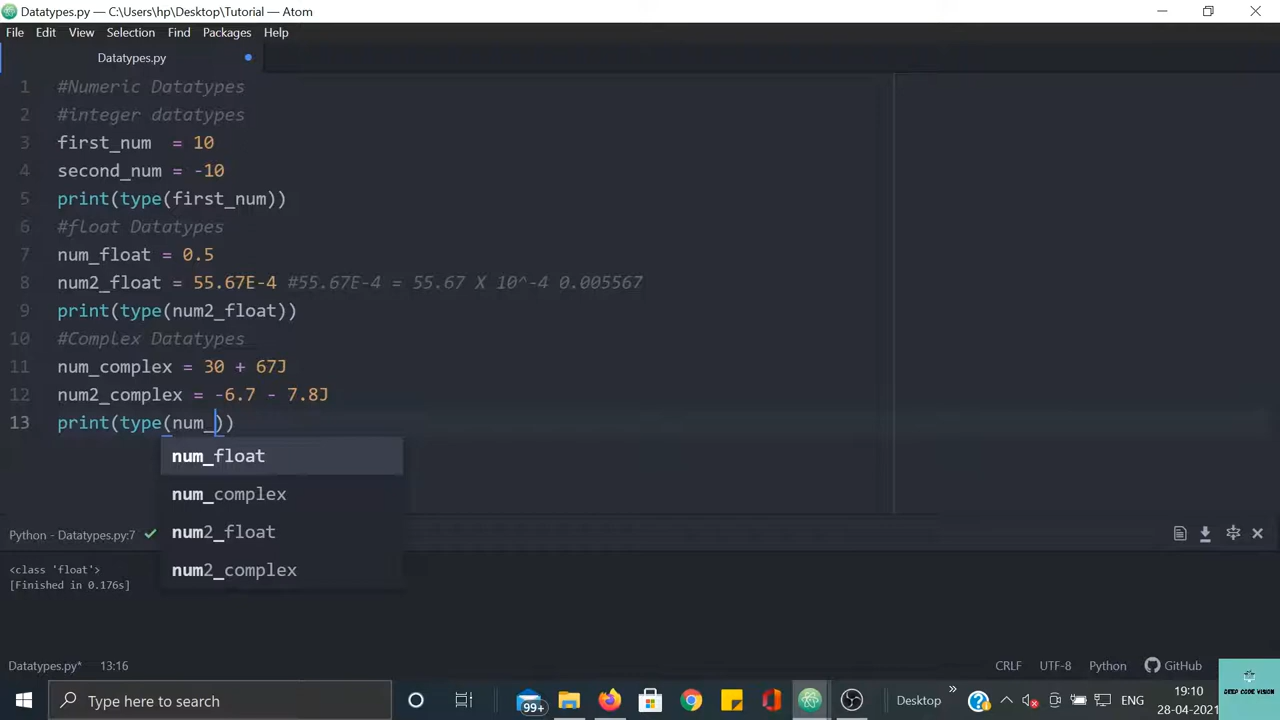 Datatypes.py — C:\Users\hp\Desktop\Tutorial — Atom
File Edit View Selection Find Packages Help
Datatypes.py
1 #Numeric Datatypes
2 #integer datatypes
3 first_num  = 10
4 second_num = -10
5 print(type(first_num))
6 #float Datatypes
7 num_float = 0.5
8 num2_float = 55.67E-4 #55.67E-4 = 55.67 X 10^-4 0.005567
9 print(type(num2_float))
10 #Complex Datatypes
11 num_complex = 30 + 67J
12 num2_complex = -6.7 - 7.8J
13 print(type(num_))
num_float
num_complex
num2_float
num2_complex
Python - Datatypes.py:7
<class 'float'>
[Finished in 0.176s]
Datatypes.py* 13:16 CRLF UTF-8 Python GitHub
Type here to search 99+ Desktop ENG 19:10
28-04-2021
DEEP CODE VISION